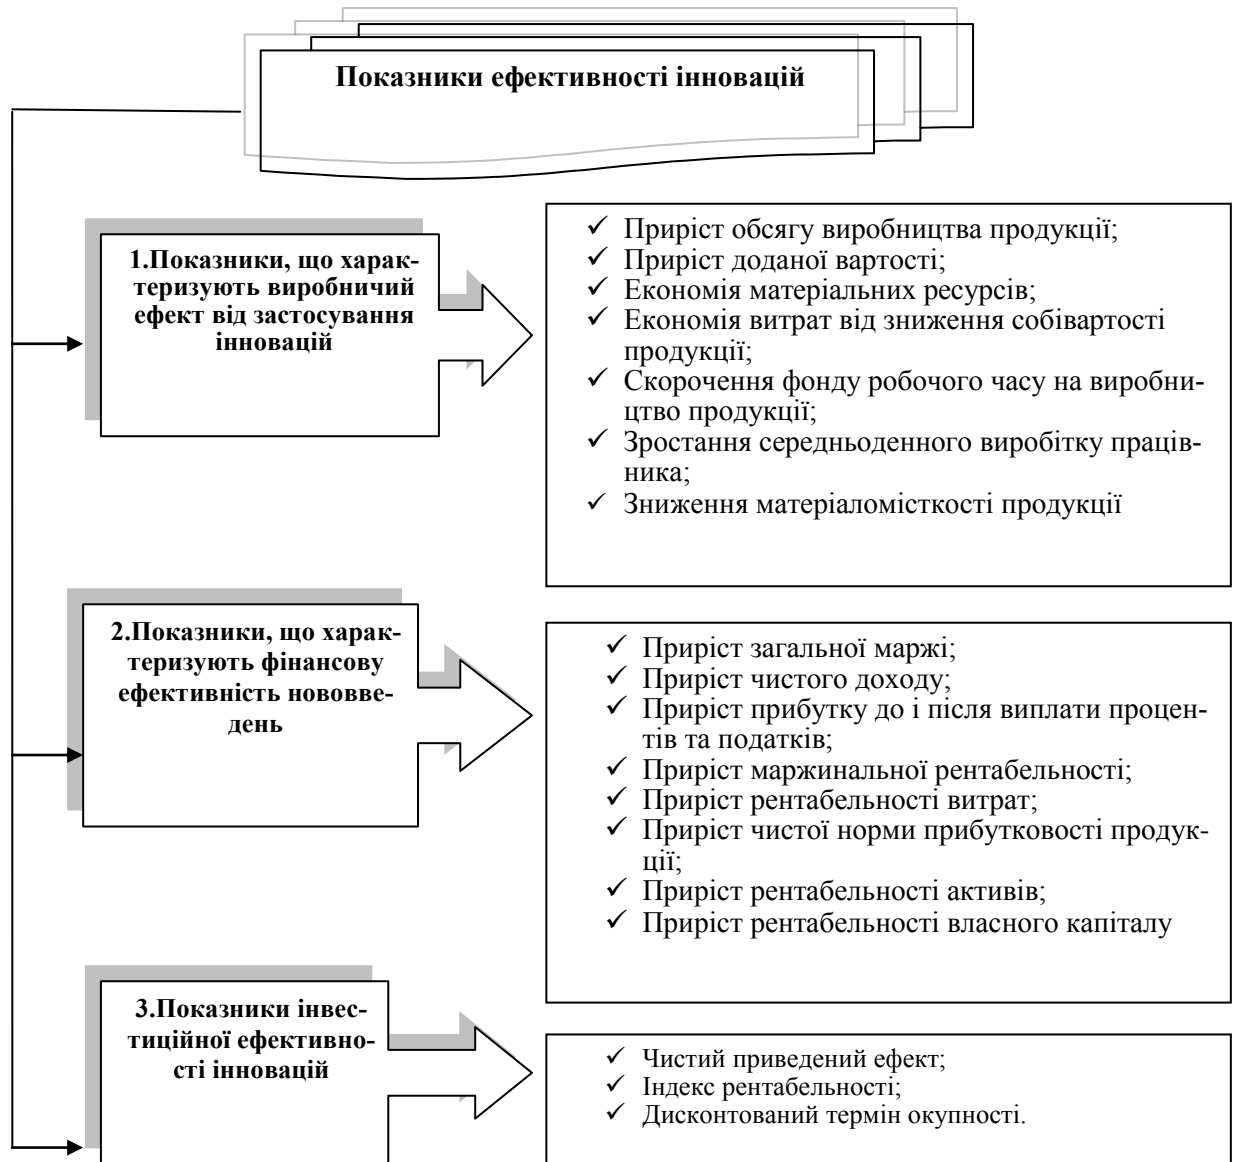 Показники ефективності інновацій
1.Показники, що харак-
теризують виробничий
ефект від застосування
інновацій
✓ Приріст обсягу виробництва продукції;
✓ Приріст доданої вартості;
✓ Економія матеріальних ресурсів;
✓ Економія витрат від зниження собівартості
продукції;
✓ Скорочення фонду робочого часу на виробни-
цтво продукції;
✓ Зростання середньоденного виробітку праців-
ника;
✓ Зниження матеріаломісткості продукції
2.Показники, що харак-
теризують фінансову
ефективність нововве-
день
✓ Приріст загальної маржі;
✓ Приріст чистого доходу;
✓ Приріст прибутку до і після виплати процен-
тів та податків;
✓ Приріст маржинальної рентабельності;
✓ Приріст рентабельності витрат;
✓ Приріст чистої норми прибутковості продук-
ції;
✓ Приріст рентабельності активів;
✓ Приріст рентабельності власного капіталу
3.Показники інвес-
тиційної ефективно-
сті інновацій
✓ Чистий приведений ефект;
✓ Індекс рентабельності;
✓ Дисконтований термін окупності.